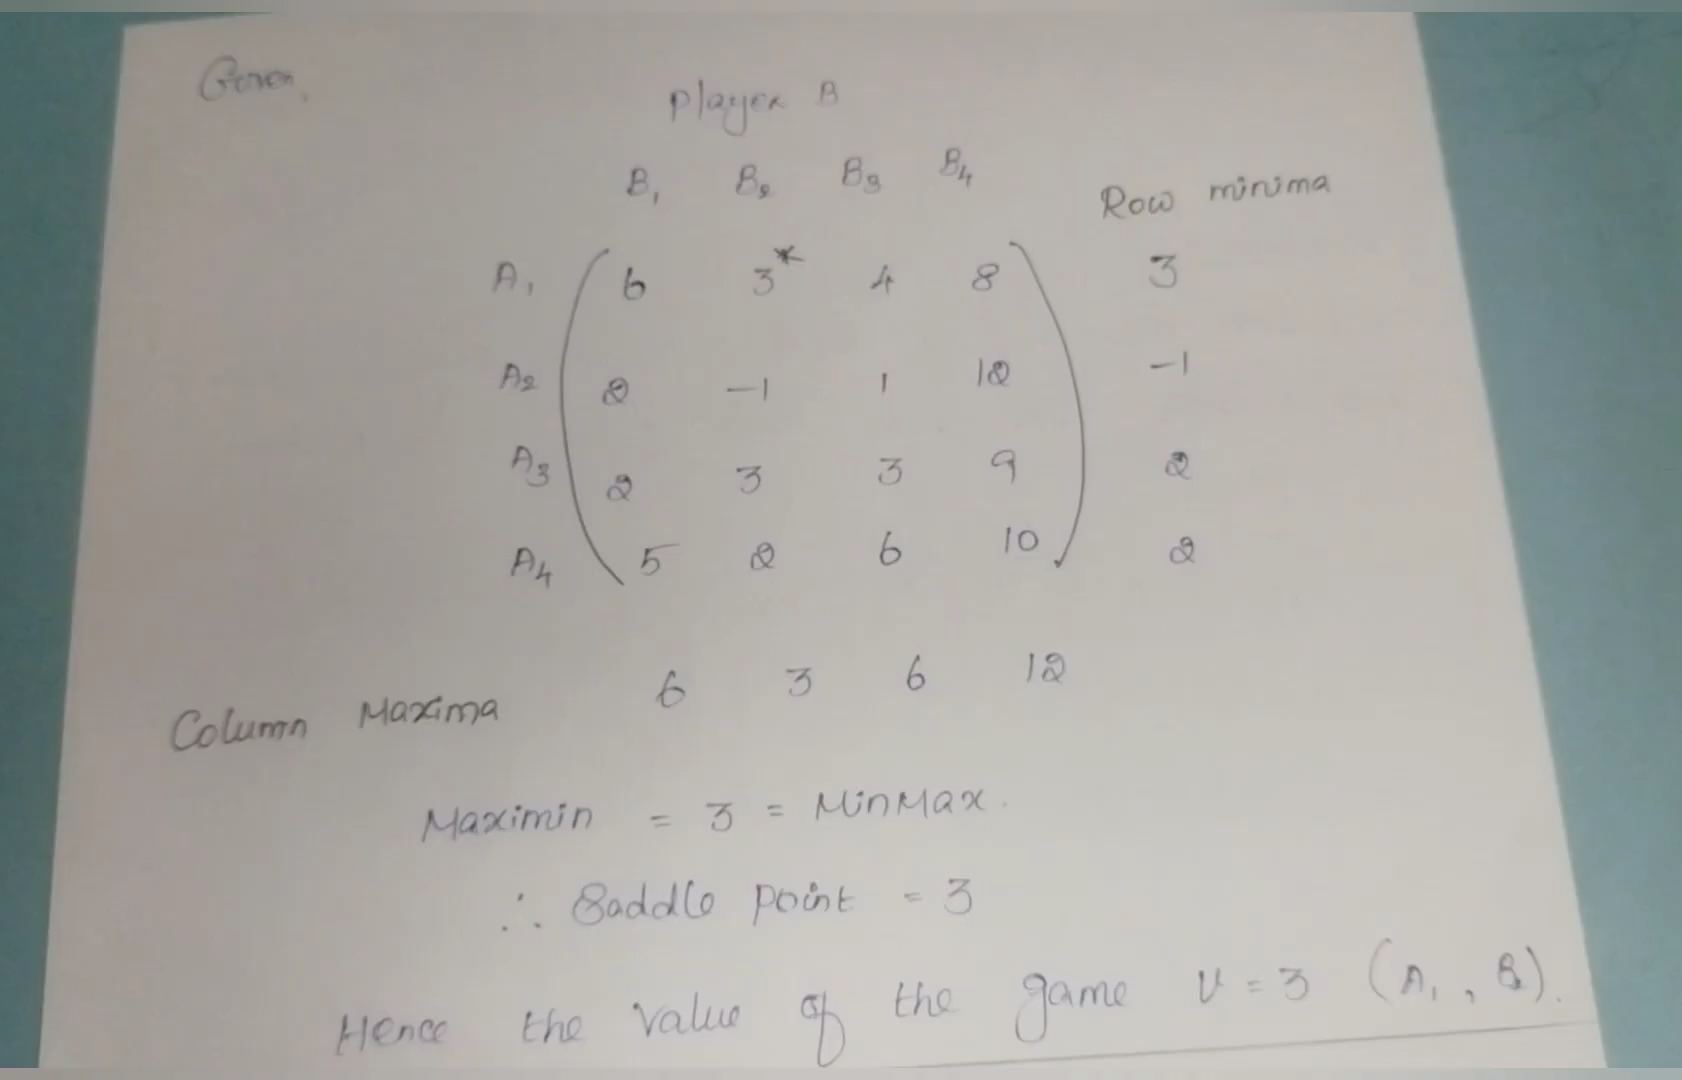 Given,
Player B
B1 B2 B3 B4 Row minima
A1 6 3* 4 8 3
A2 2 -1 1 12 -1
A3 2 3 3 9 2
A4 5 2 6 10 2
Column Maxima 6 3 6 12
Maximin = 3 = MinMax.
∴ Saddle point = 3
Hence the value of the game V = 3 (A1, B).